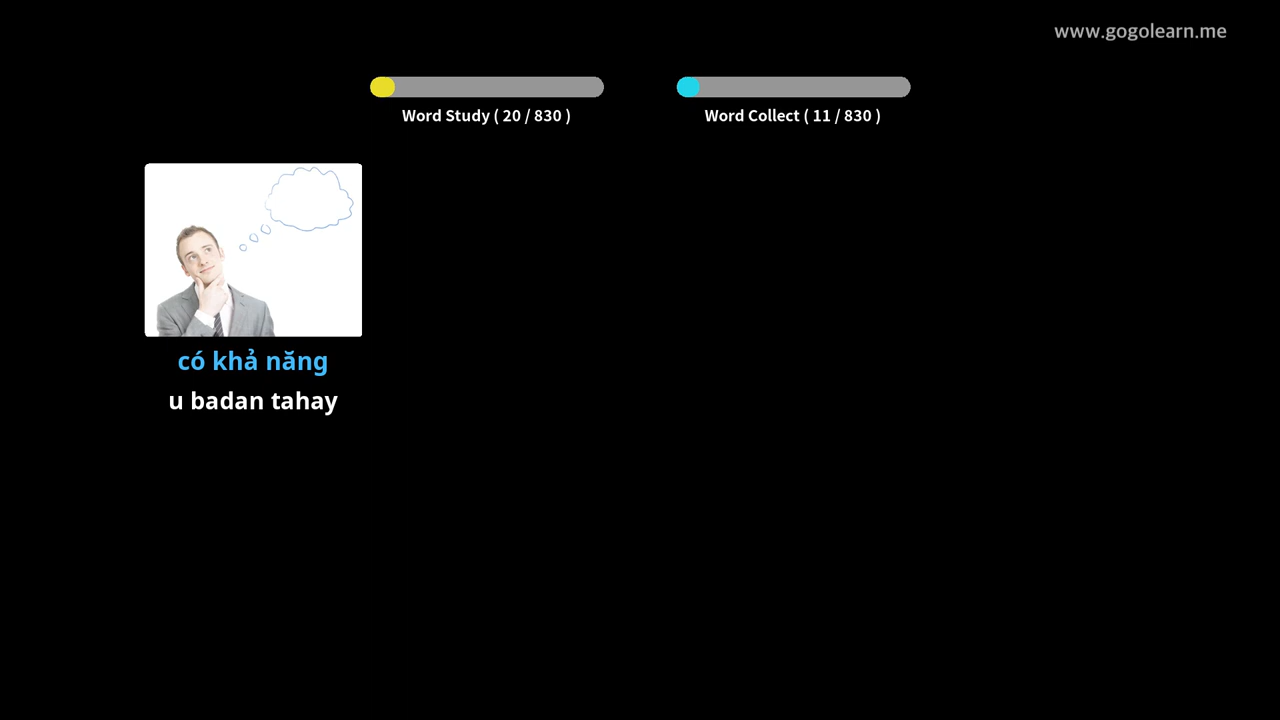 www.gogolearn.me
Word Study ( 20 / 830 )
Word Collect ( 11 / 830 )
có khả năng
u badan tahay